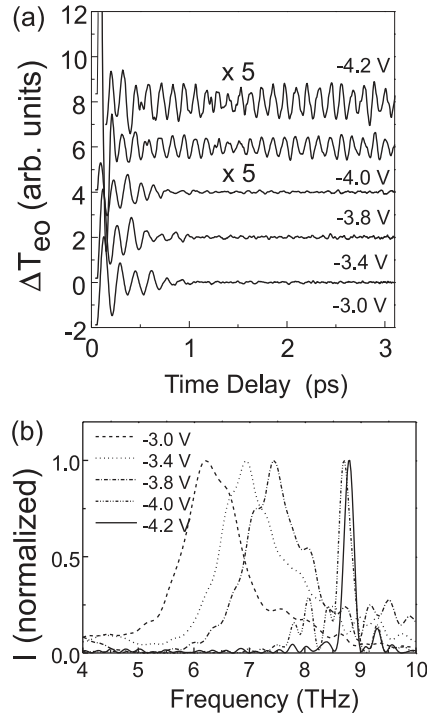 (a)
12
10
8
6
4
2
0
-2
ΔT_eo (arb. units)
x 5
-4.2 V
x 5
-4.0 V
-3.8 V
-3.4 V
-3.0 V
0 1 2 3
Time Delay (ps)
(b)
-3.0 V
-3.4 V
-3.8 V
-4.0 V
-4.2 V
1.0
0.5
0.0
I (normalized)
4 5 6 7 8 9 10
Frequency (THz)